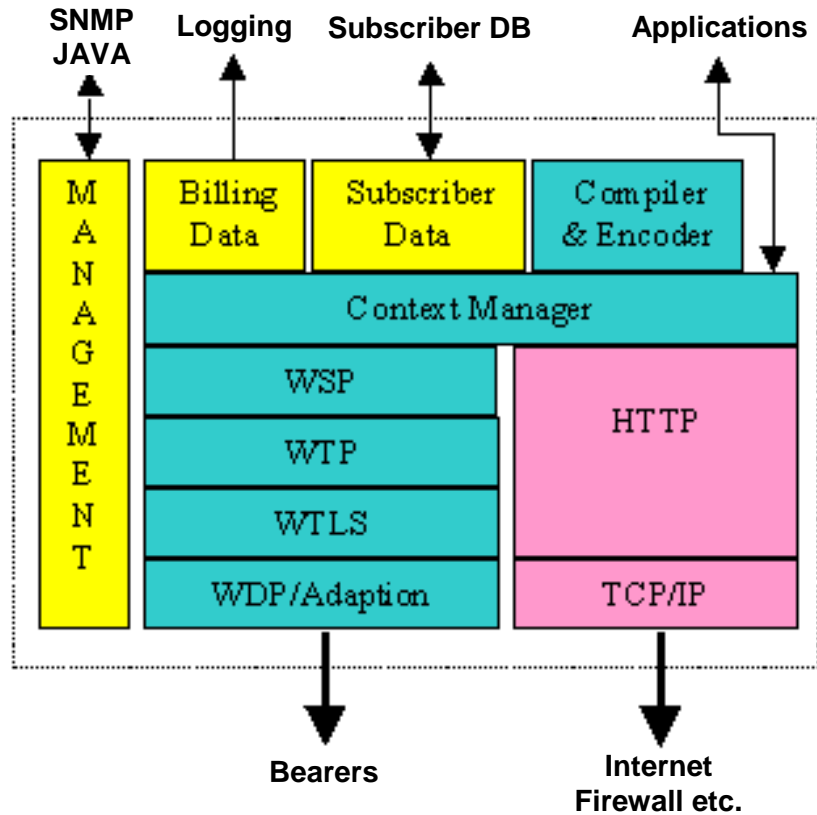 SNMP
JAVA
Logging
Subscriber DB
Applications
M
A
N
A
G
E
M
E
N
T
Billing
Data
Subscriber
Data
Compiler
& Encoder
Context Manager
WSP
HTTP
WTP
WTLS
WDP/Adaption
TCP/IP
Bearers
Internet
Firewall etc.